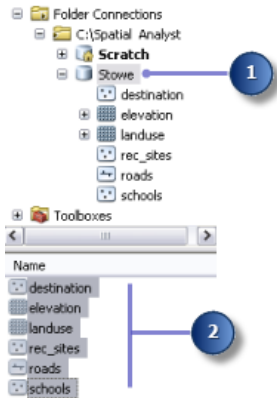 Folder Connections
C:\Spatial Analyst
Scratch
Stowe
1
destination
elevation
landuse
rec_sites
roads
schools
Toolboxes
Name
destination
elevation
landuse
rec_sites
roads
schools
2